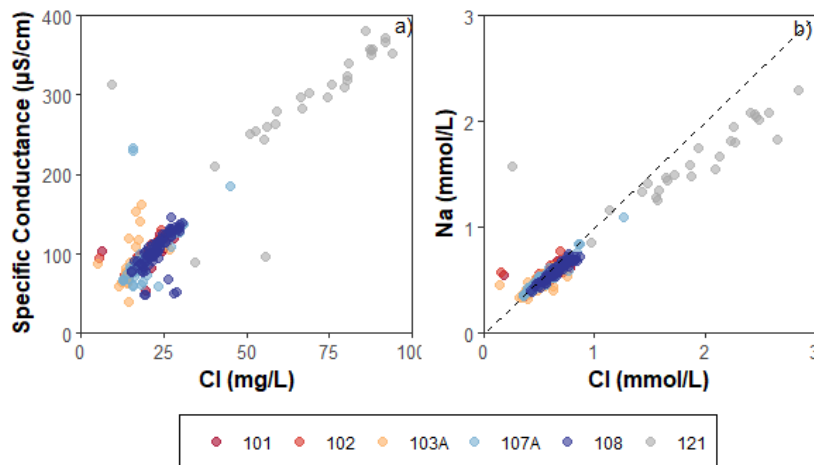 400
300
200
100
0
Specific Conductance (µS/cm)
a)
0 25 50 75 100
Cl (mg/L)
3
2
1
0
Na (mmol/L)
b)
0 1 2 3
Cl (mmol/L)
101 102 103A 107A 108 121